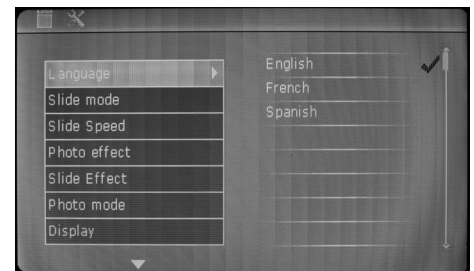 Language
Slide mode
Slide Speed
Photo effect
Slide Effect
Photo mode
Display
English
French
Spanish